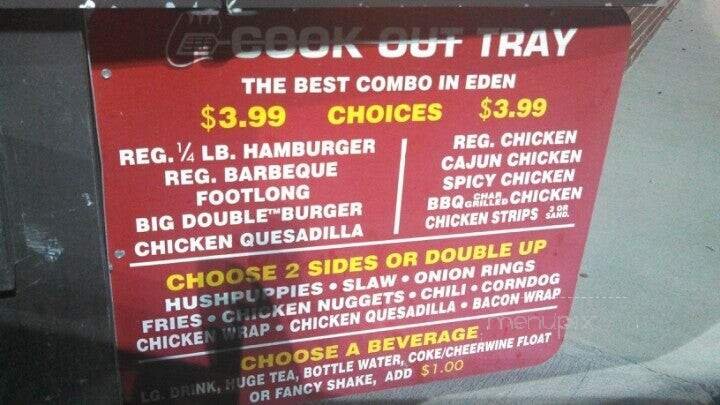 COOK OUT TRAY
THE BEST COMBO IN EDEN
$3.99 CHOICES $3.99
REG. ¼ LB. HAMBURGER
REG. BARBEQUE
FOOTLONG
BIG DOUBLE™ BURGER
CHICKEN QUESADILLA
REG. CHICKEN
CAJUN CHICKEN
SPICY CHICKEN
BBQ CHAR GRILLED CHICKEN
CHICKEN STRIPS 3 OR SAND.
CHOOSE 2 SIDES OR DOUBLE UP
HUSHPUPPIES • SLAW • ONION RINGS
FRIES • CHICKEN NUGGETS • CHILI • CORNDOG
CHICKEN WRAP • CHICKEN QUESADILLA • BACON WRAP
menupix
CHOOSE A BEVERAGE
LG. DRINK, HUGE TEA, BOTTLE WATER, COKE/CHEERWINE FLOAT
OR FANCY SHAKE, ADD $1.00